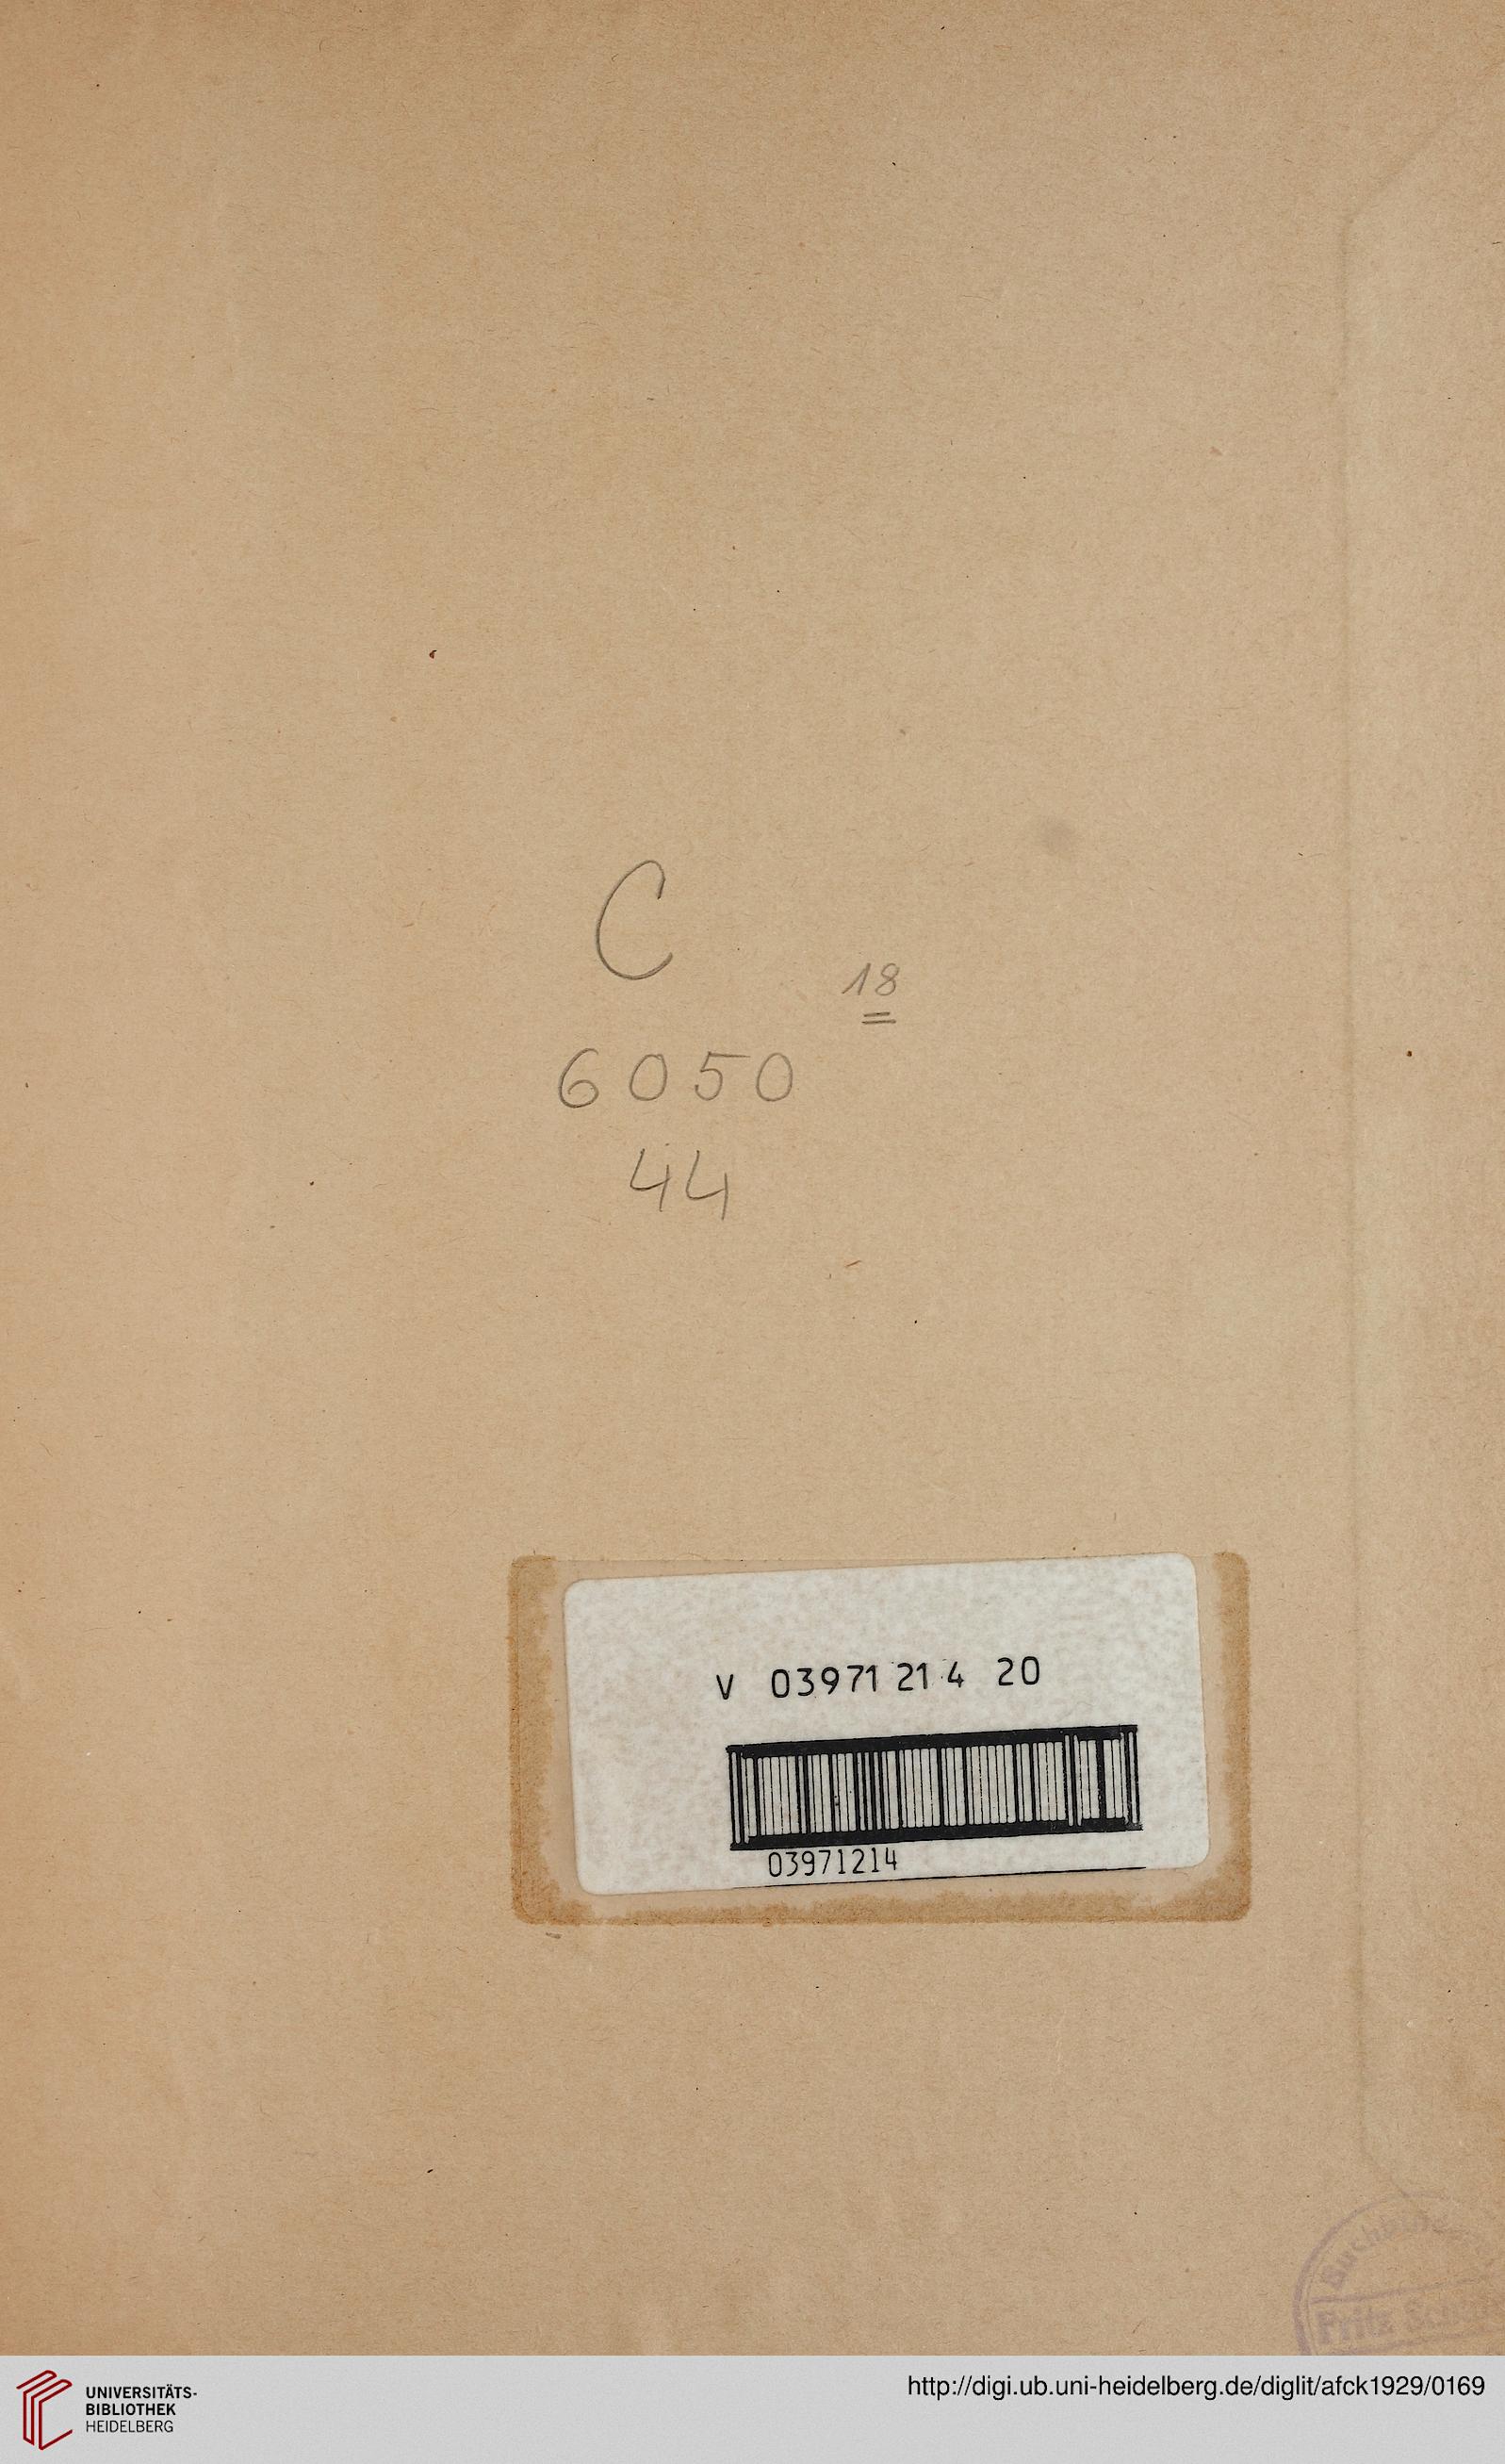 C
18
6050
44
V 03971 21 4 20
03971214
Fritz
UNIVERSITÄTS-
BIBLIOTHEK
HEIDELBERG
http://digi.ub.uni-heidelberg.de/diglit/afck1929/0169